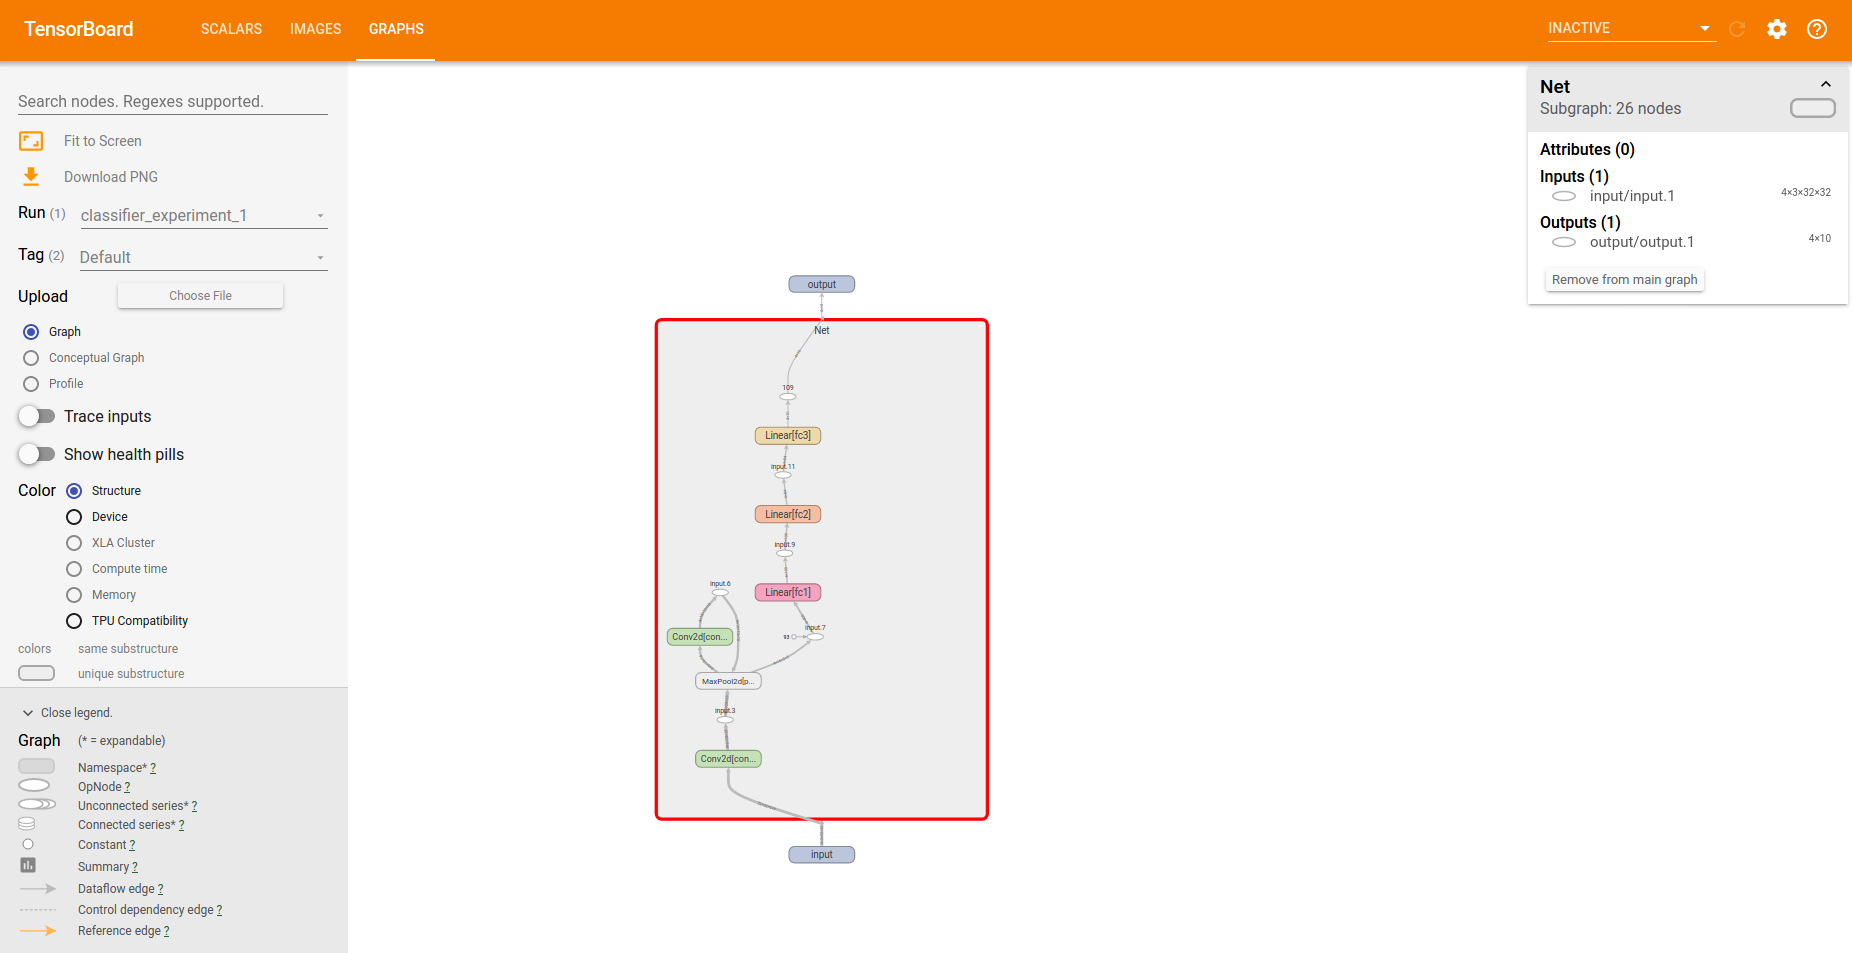 TensorBoard
SCALARS
IMAGES
GRAPHS
INACTIVE
Search nodes. Regexes supported.
Fit to Screen
Download PNG
Run (1)
classifier_experiment_1
Tag (2)
Default
Upload
Choose File
Graph
Conceptual Graph
Profile
Trace inputs
Show health pills
Color
Structure
Device
XLA Cluster
Compute time
Memory
TPU Compatibility
colors
same substructure
unique substructure
Close legend.
Graph
(* = expandable)
Namespace* ?
OpNode ?
Unconnected series* ?
Connected series* ?
Constant ?
Summary ?
Dataflow edge ?
Control dependency edge ?
Reference edge ?
output
Net
109
Linear[fc3]
input.11
Linear[fc2]
input.9
input.6
Linear[fc1]
Conv2d[con...
93
input.7
MaxPool2d[p...
input.3
Conv2d[con...
input
Net
Subgraph: 26 nodes
Attributes (0)
Inputs (1)
input/input.1
4×3×32×32
Outputs (1)
output/output.1
4×10
Remove from main graph